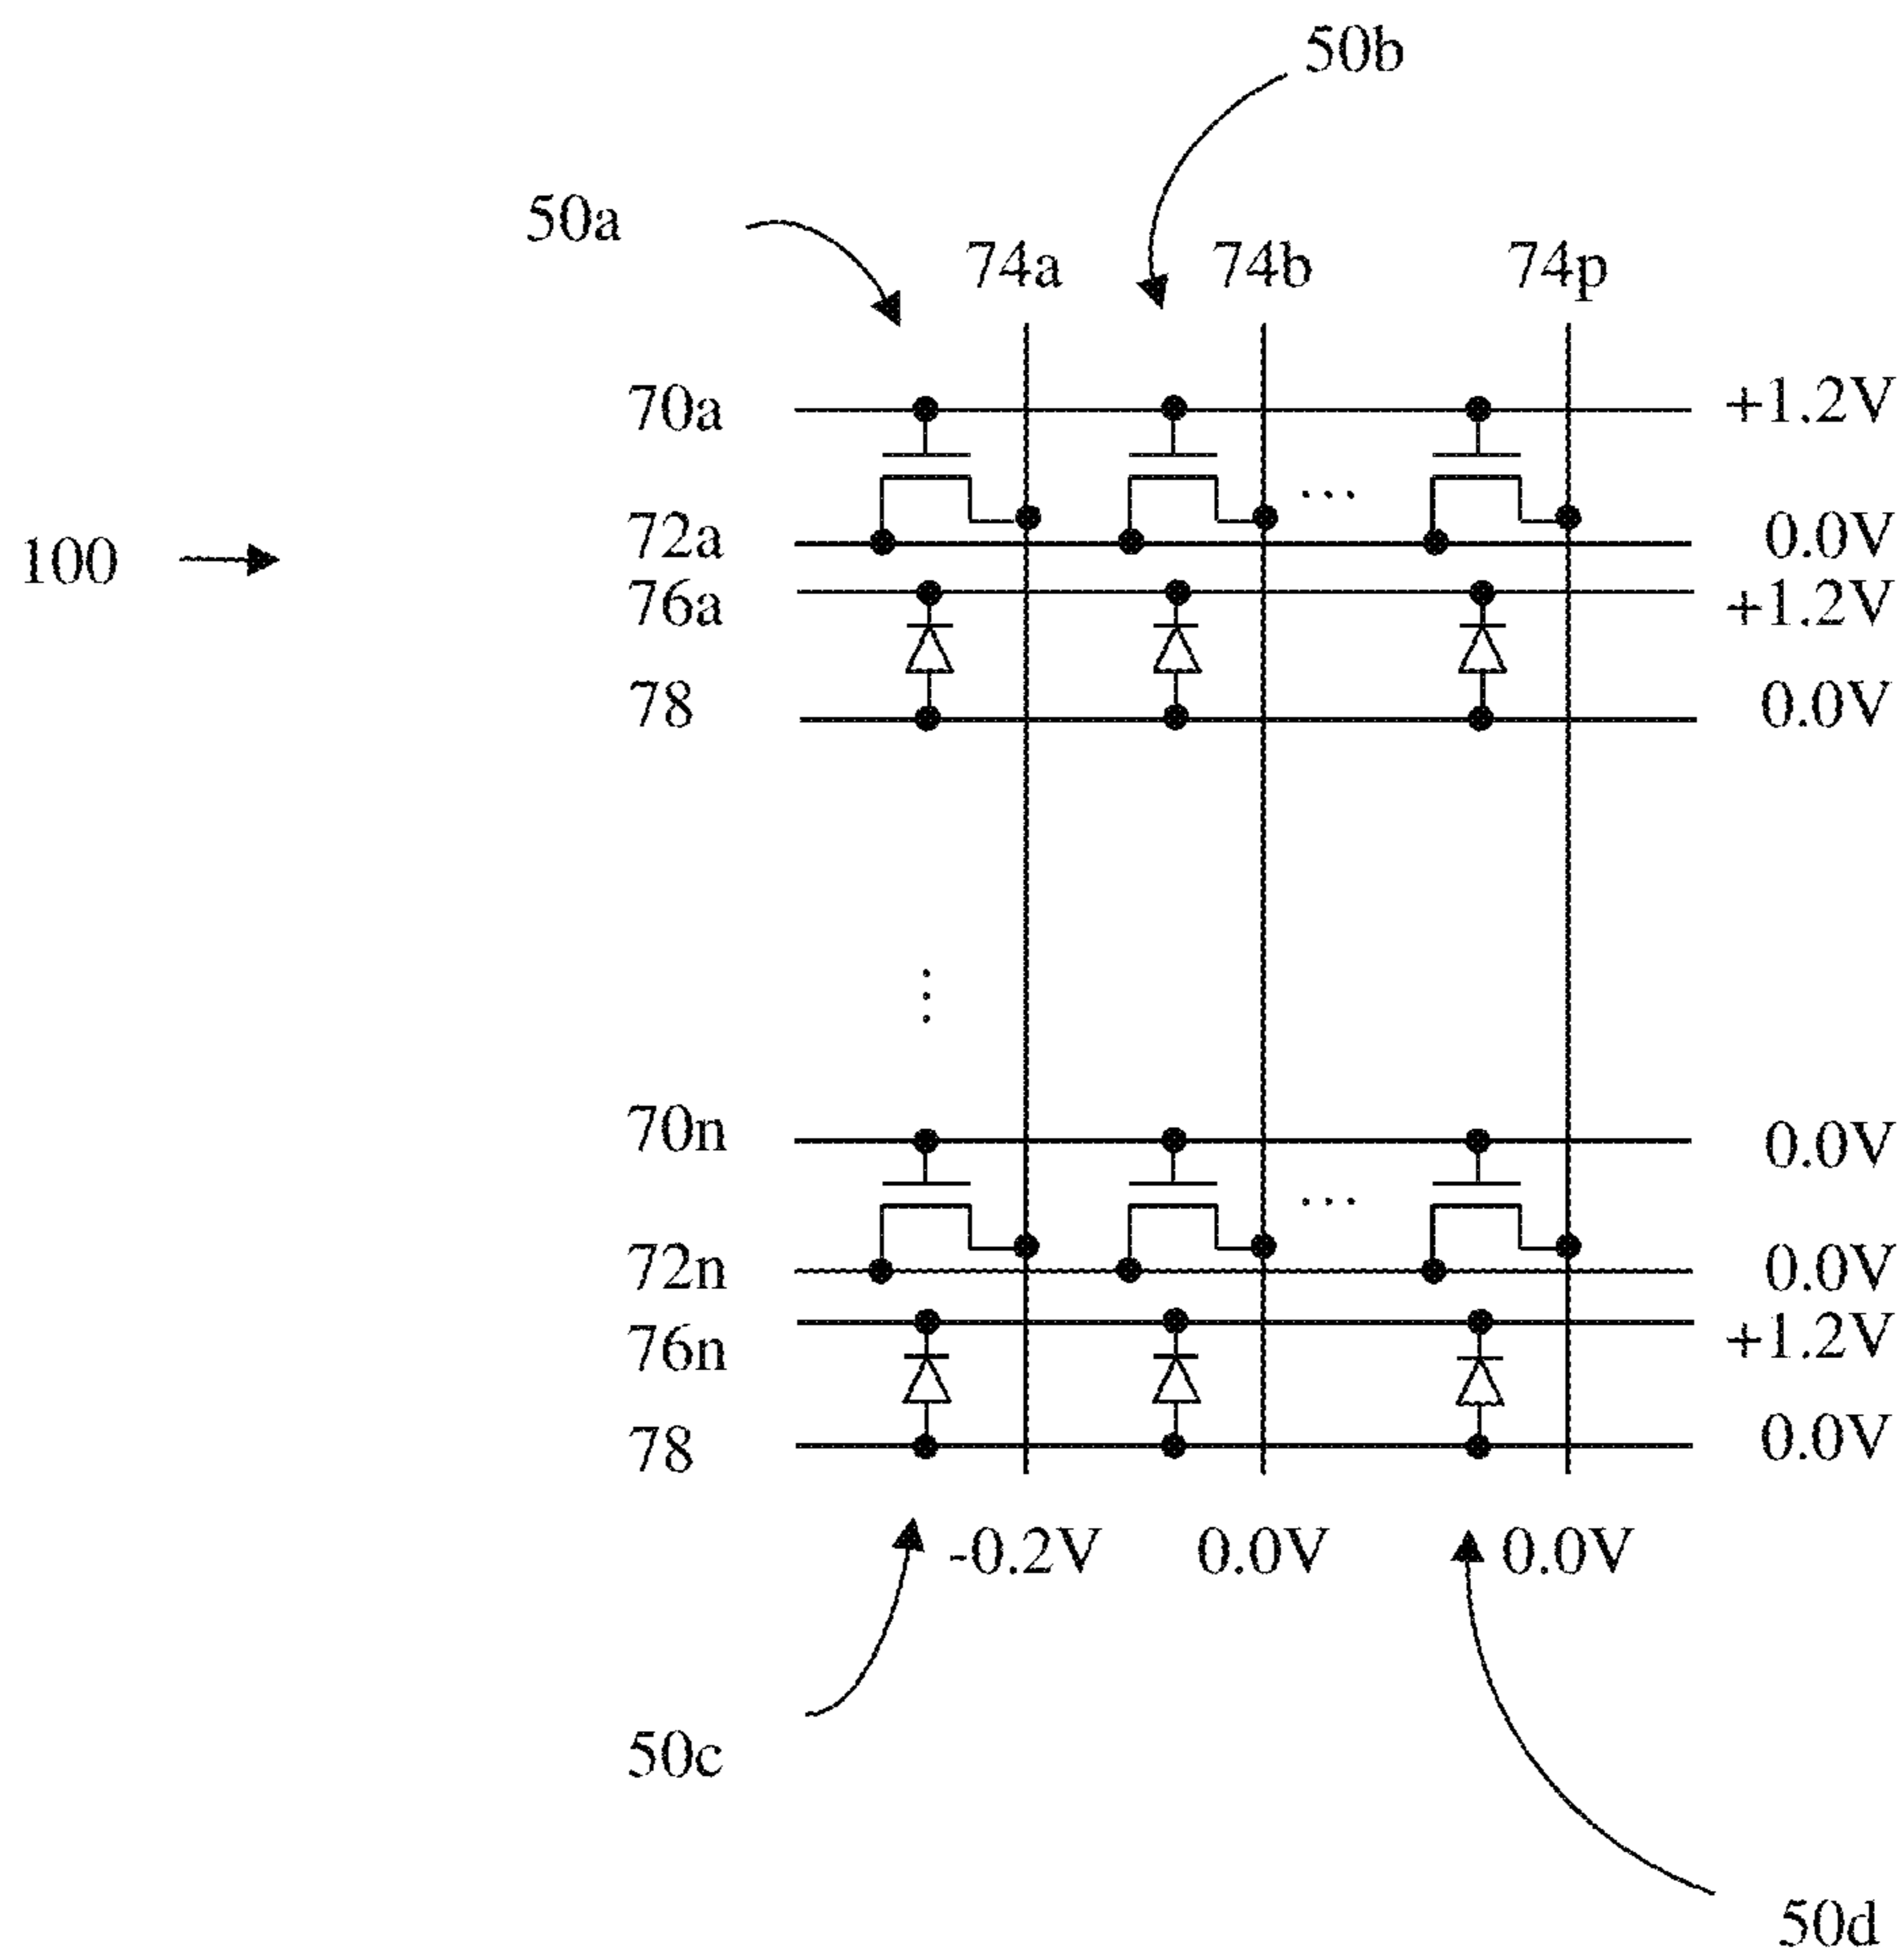 50b
50a
74a 74b 74p
70a +1.2V
...
72a 0.0V
100
76a +1.2V
78 0.0V
70n 0.0V
...
72n 0.0V
76n +1.2V
78 0.0V
-0.2V 0.0V 0.0V
50c
50d